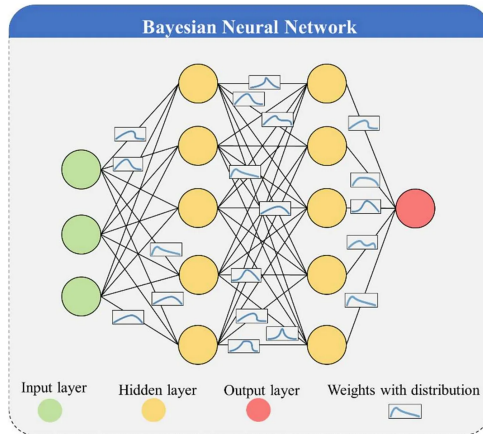 Bayesian Neural Network
Input layer
Hidden layer
Output layer
Weights with distribution